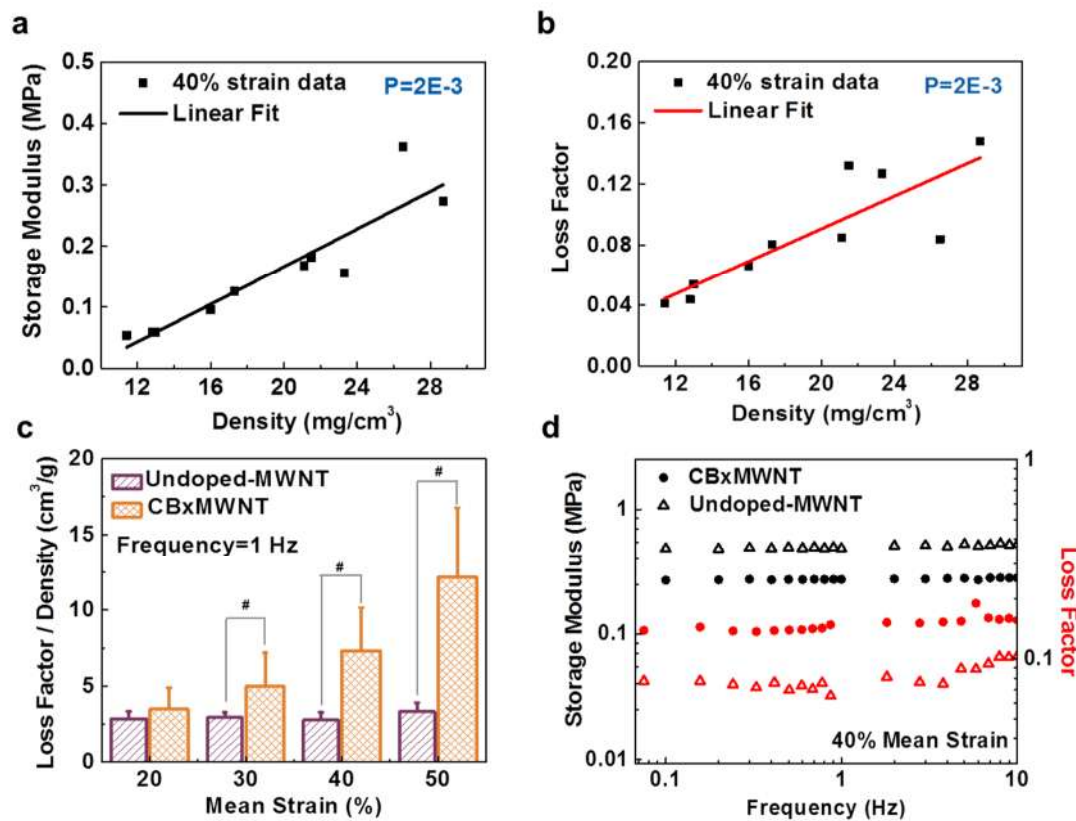 a
40% strain data
P=2E-3
Linear Fit
Storage Modulus (MPa)
0.5
0.4
0.3
0.2
0.1
0.0
12 16 20 24 28
Density (mg/cm³)
b
40% strain data
P=2E-3
Linear Fit
Loss Factor
0.20
0.16
0.12
0.08
0.04
0.00
12 16 20 24 28
Density (mg/cm³)
c
Undoped-MWNT
CBxMWNT
Frequency=1 Hz
# # #
Loss Factor / Density (cm³/g)
20
15
10
5
0
20 30 40 50
Mean Strain (%)
d
CBxMWNT
Undoped-MWNT
Storage Modulus (MPa)
1
0.1
0.01
Loss Factor
1
0.1
40% Mean Strain
0.1 1 10
Frequency (Hz)